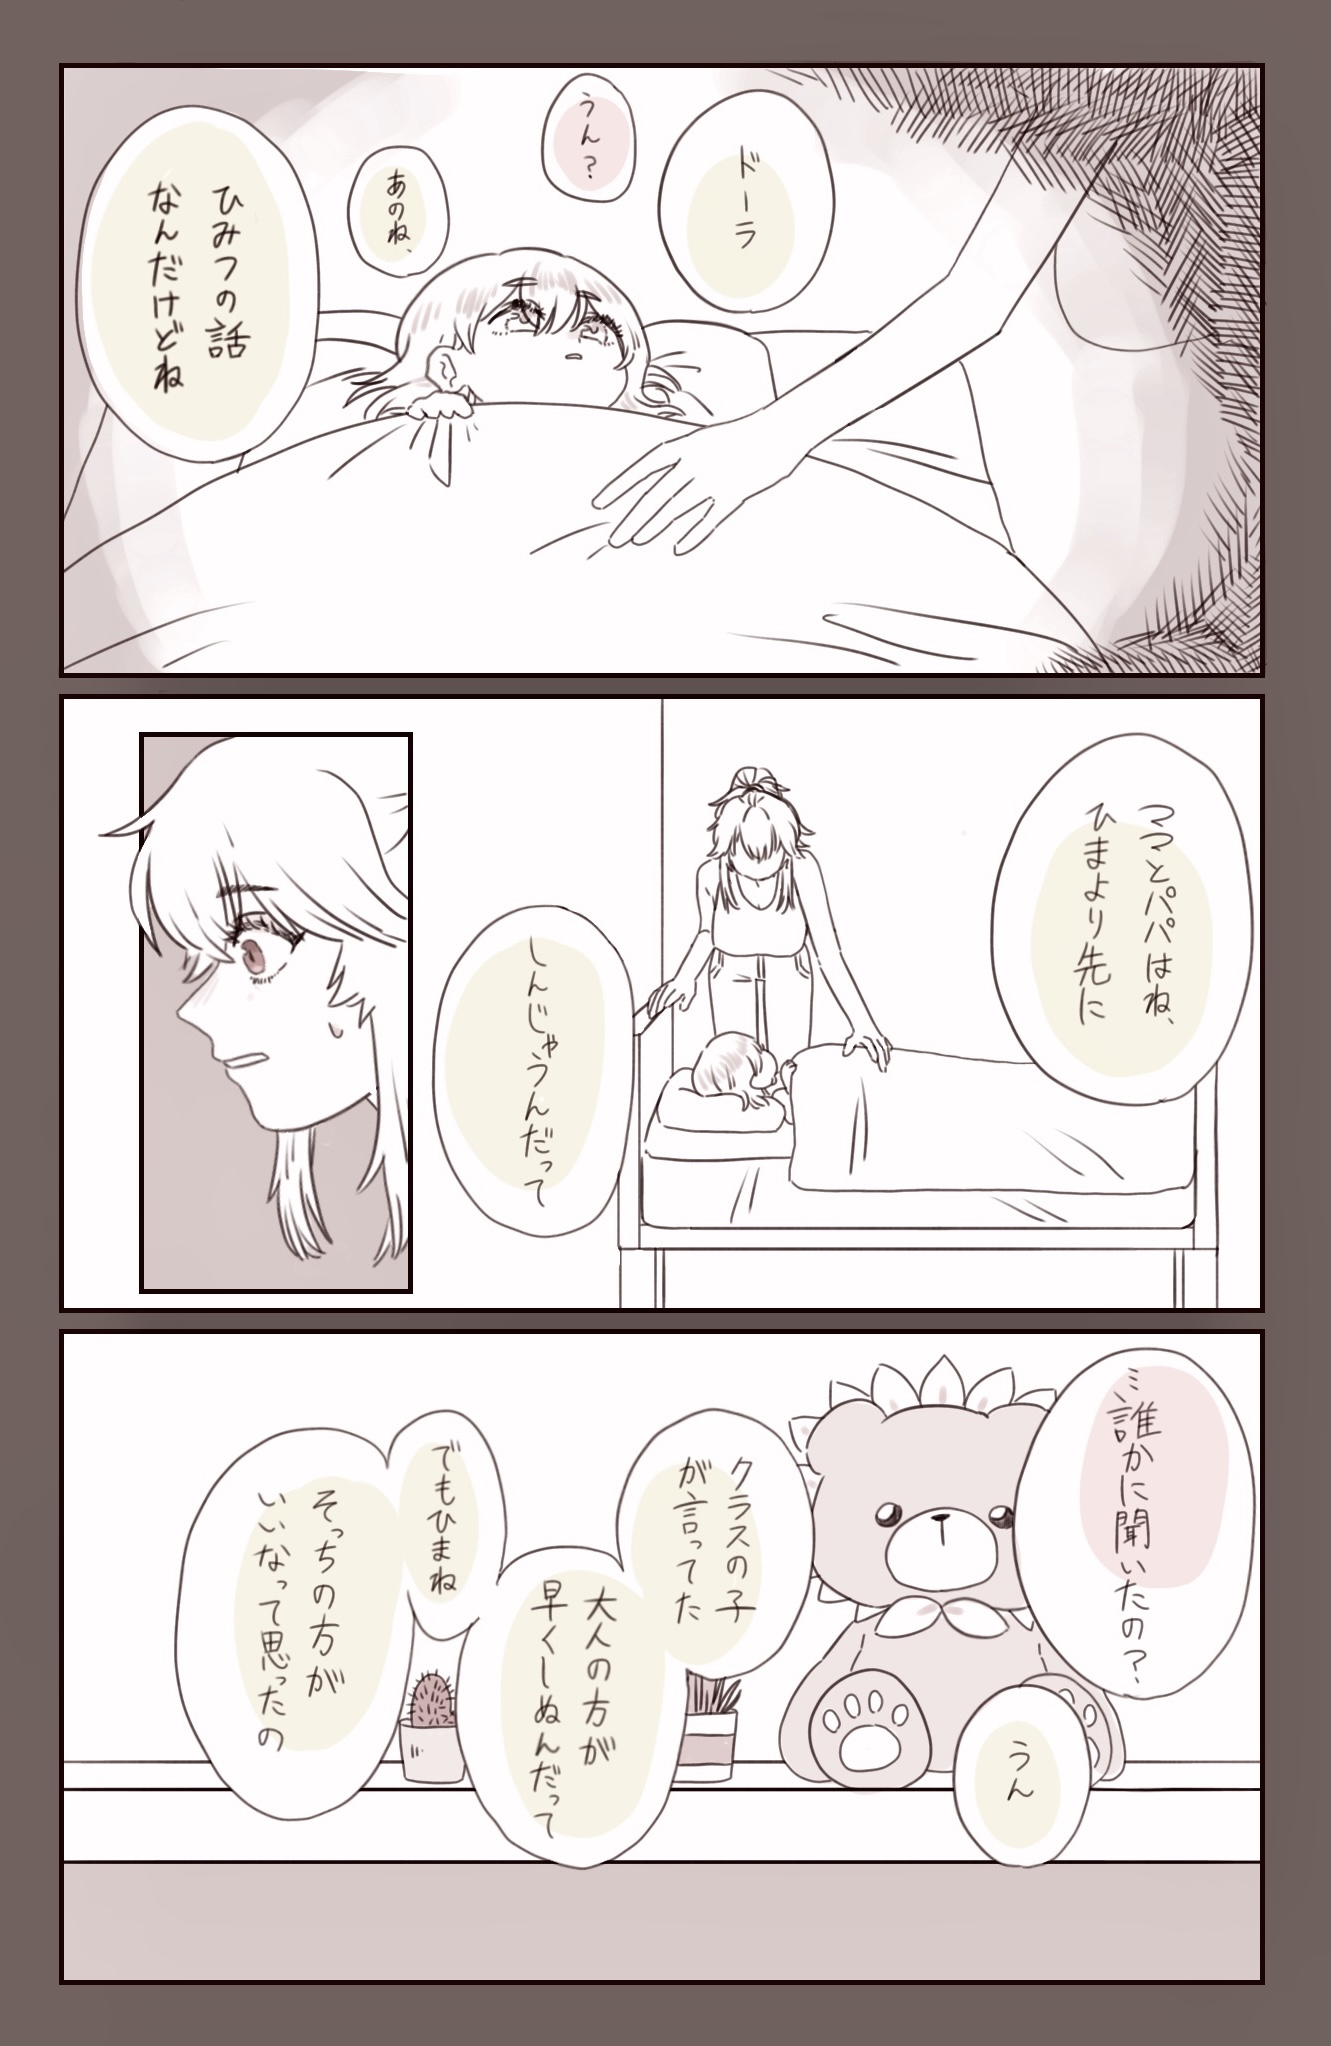 ドーラ
うん？
あのね、
ひみつの話
なんだけどね
ママとパパはね、
ひまより先に
しんじゃうんだって
…誰かに聞いたの？
うん
クラスの子
が言ってた
大人の方が
早くしぬんだって
でもひまね
そっちの方が
いいなって思ったの